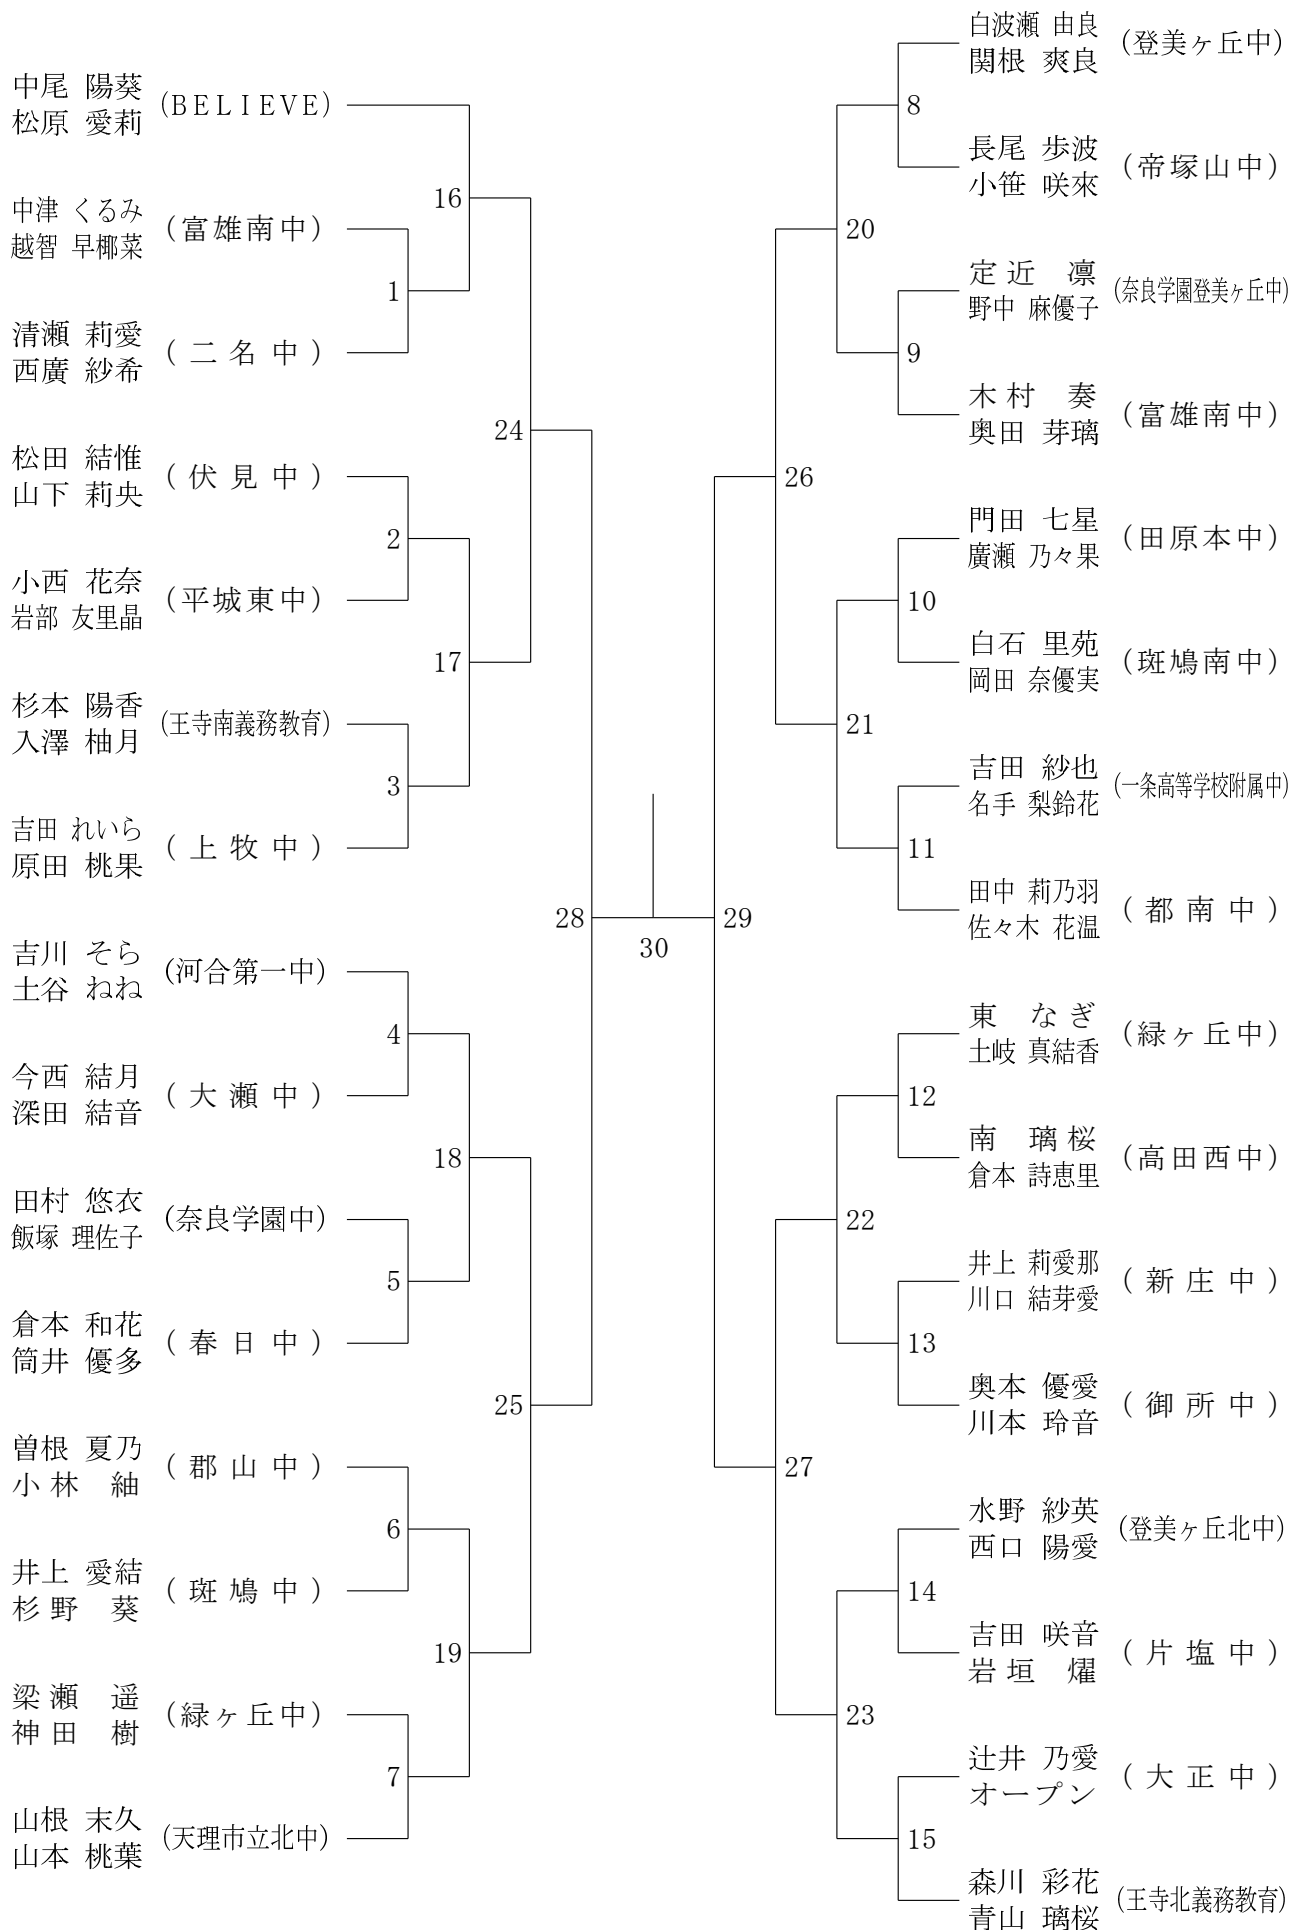 中尾 陽葵
松原 愛莉
(BELIEVE)
中津 くるみ
越智 早椰菜
(富雄南中)
清瀬 莉愛
西廣 紗希
(二名中)
松田 結惟
山下 莉央
(伏見中)
小西 花奈
岩部 友里晶
(平城東中)
杉本 陽香
入澤 柚月
(王寺南義務教育)
吉田 れいら
原田 桃果
(上牧中)
吉川 そら
土谷 ねね
(河合第一中)
今西 結月
深田 結音
(大瀬中)
田村 悠衣
飯塚 理佐子
(奈良学園中)
倉本 和花
筒井 優多
(春日中)
曽根 夏乃
小林 紬
(郡山中)
井上 愛結
杉野 葵
(斑鳩中)
梁瀬 遥
神田 樹
(緑ヶ丘中)
山根 末久
山本 桃葉
(天理市立北中)
1
2
3
4
5
6
7
16
17
18
19
24
25
28
30
29
26
27
20
21
22
23
8
9
10
11
12
13
14
15
白波瀬 由良
関根 爽良
(登美ヶ丘中)
長尾 歩波
小笹 咲來
(帝塚山中)
定近 凛
野中 麻優子
(奈良学園登美ヶ丘中)
木村 奏
奥田 芽璃
(富雄南中)
門田 七星
廣瀬 乃々果
(田原本中)
白石 里苑
岡田 奈優実
(斑鳩南中)
吉田 紗也
名手 梨鈴花
(一条高等学校附属中)
田中 莉乃羽
佐々木 花温
(都南中)
東 なぎ
土岐 真結香
(緑ヶ丘中)
南 璃桜
倉本 詩恵里
(高田西中)
井上 莉愛那
川口 結芽愛
(新庄中)
奥本 優愛
川本 玲音
(御所中)
水野 紗英
西口 陽愛
(登美ヶ丘北中)
吉田 咲音
岩垣 燿
(片塩中)
辻井 乃愛
オープン
(大正中)
森川 彩花
青山 璃桜
(王寺北義務教育)